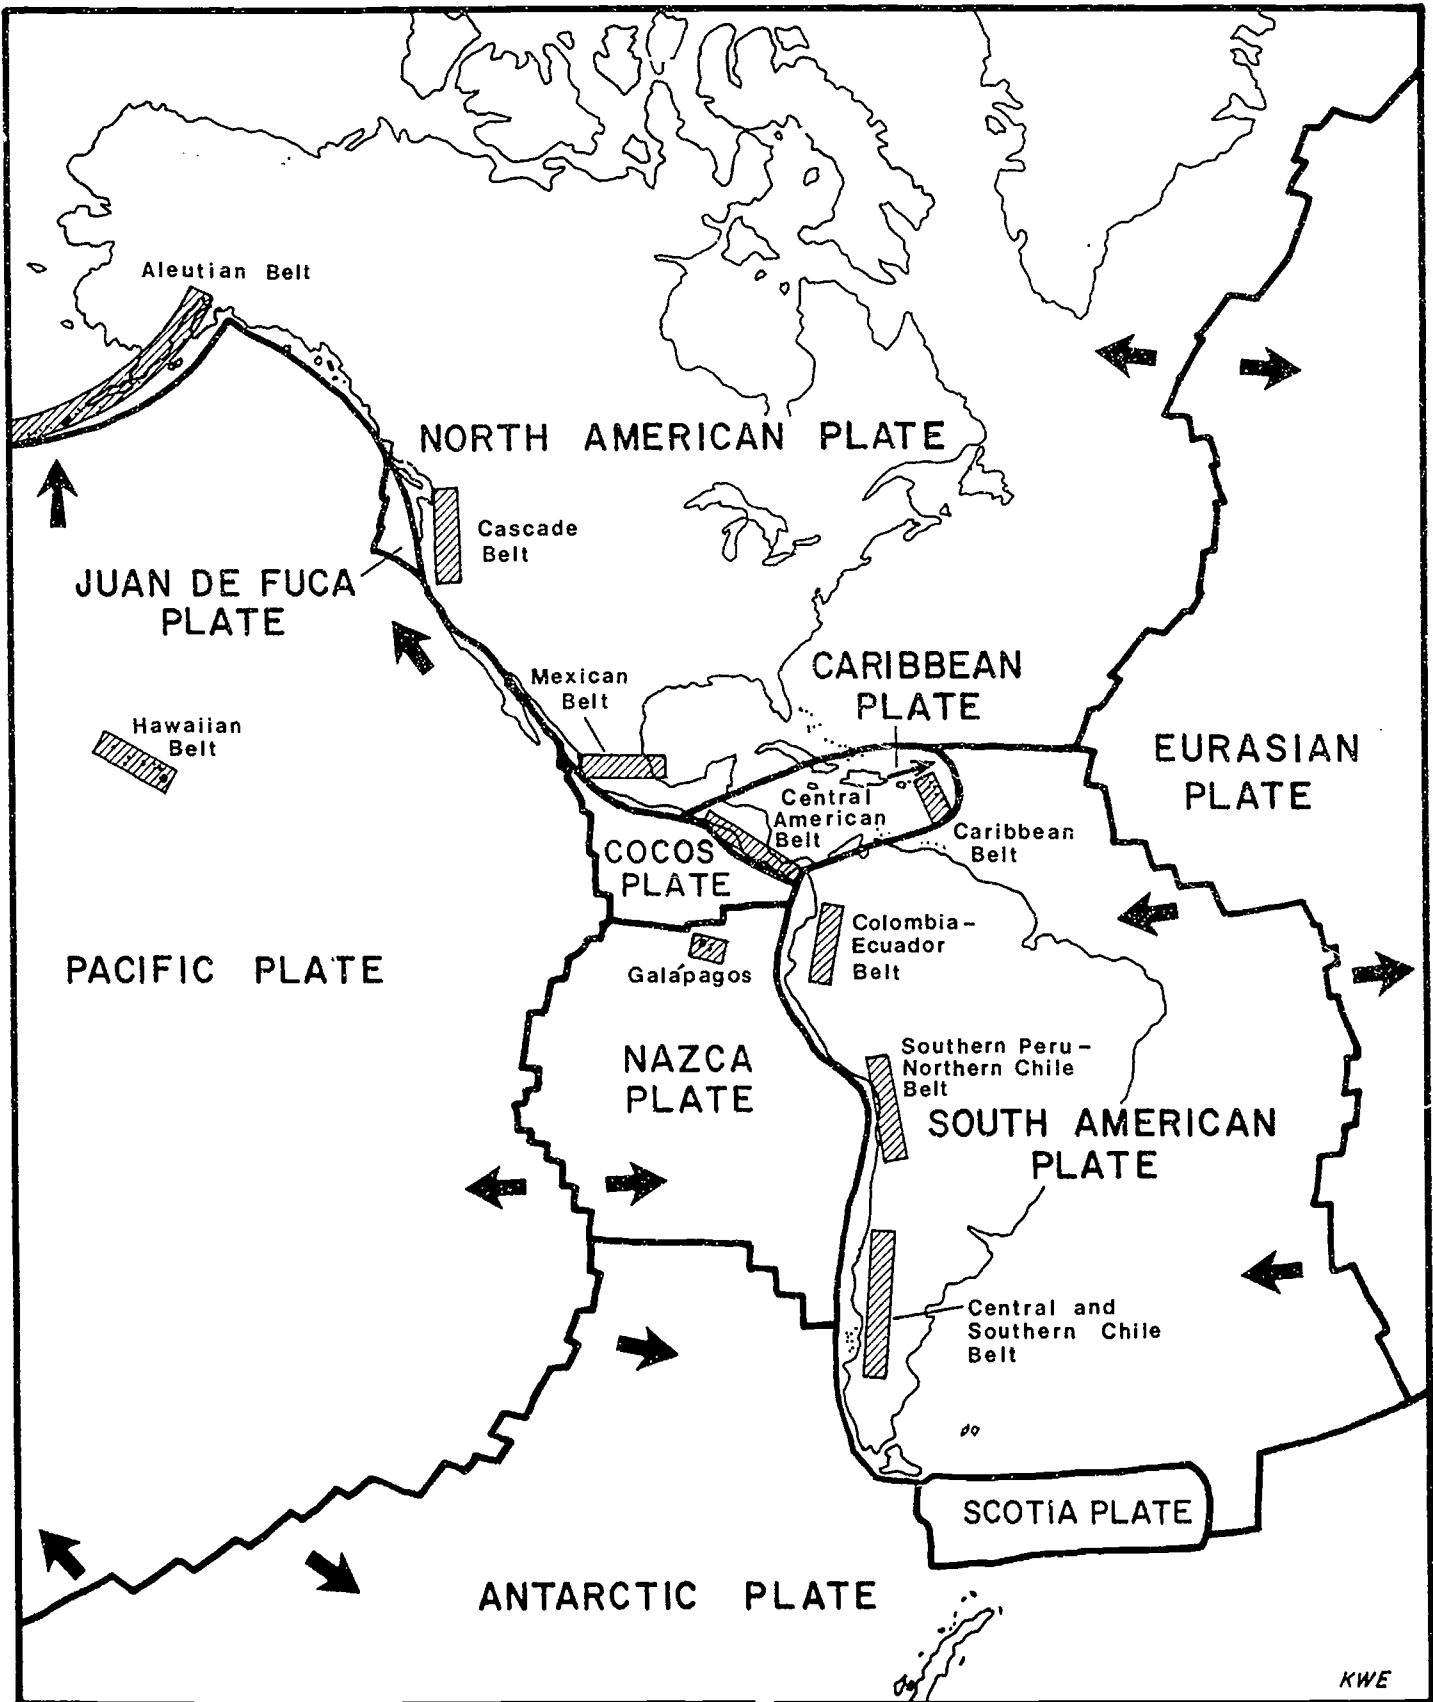 Aleutian Belt
NORTH AMERICAN PLATE
Cascade
Belt
JUAN DE FUCA
PLATE
Mexican
Belt
CARIBBEAN
PLATE
Hawaiian
Belt
EURASIAN
PLATE
Central
American
Belt
Caribbean
Belt
COCOS
PLATE
Colombia-
Ecuador
Belt
PACIFIC PLATE
Galápagos
NAZCA
PLATE
Southern Peru-
Northern Chile
Belt
SOUTH AMERICAN
PLATE
Central and
Southern Chile
Belt
SCOTIA PLATE
ANTARCTIC PLATE
KWE